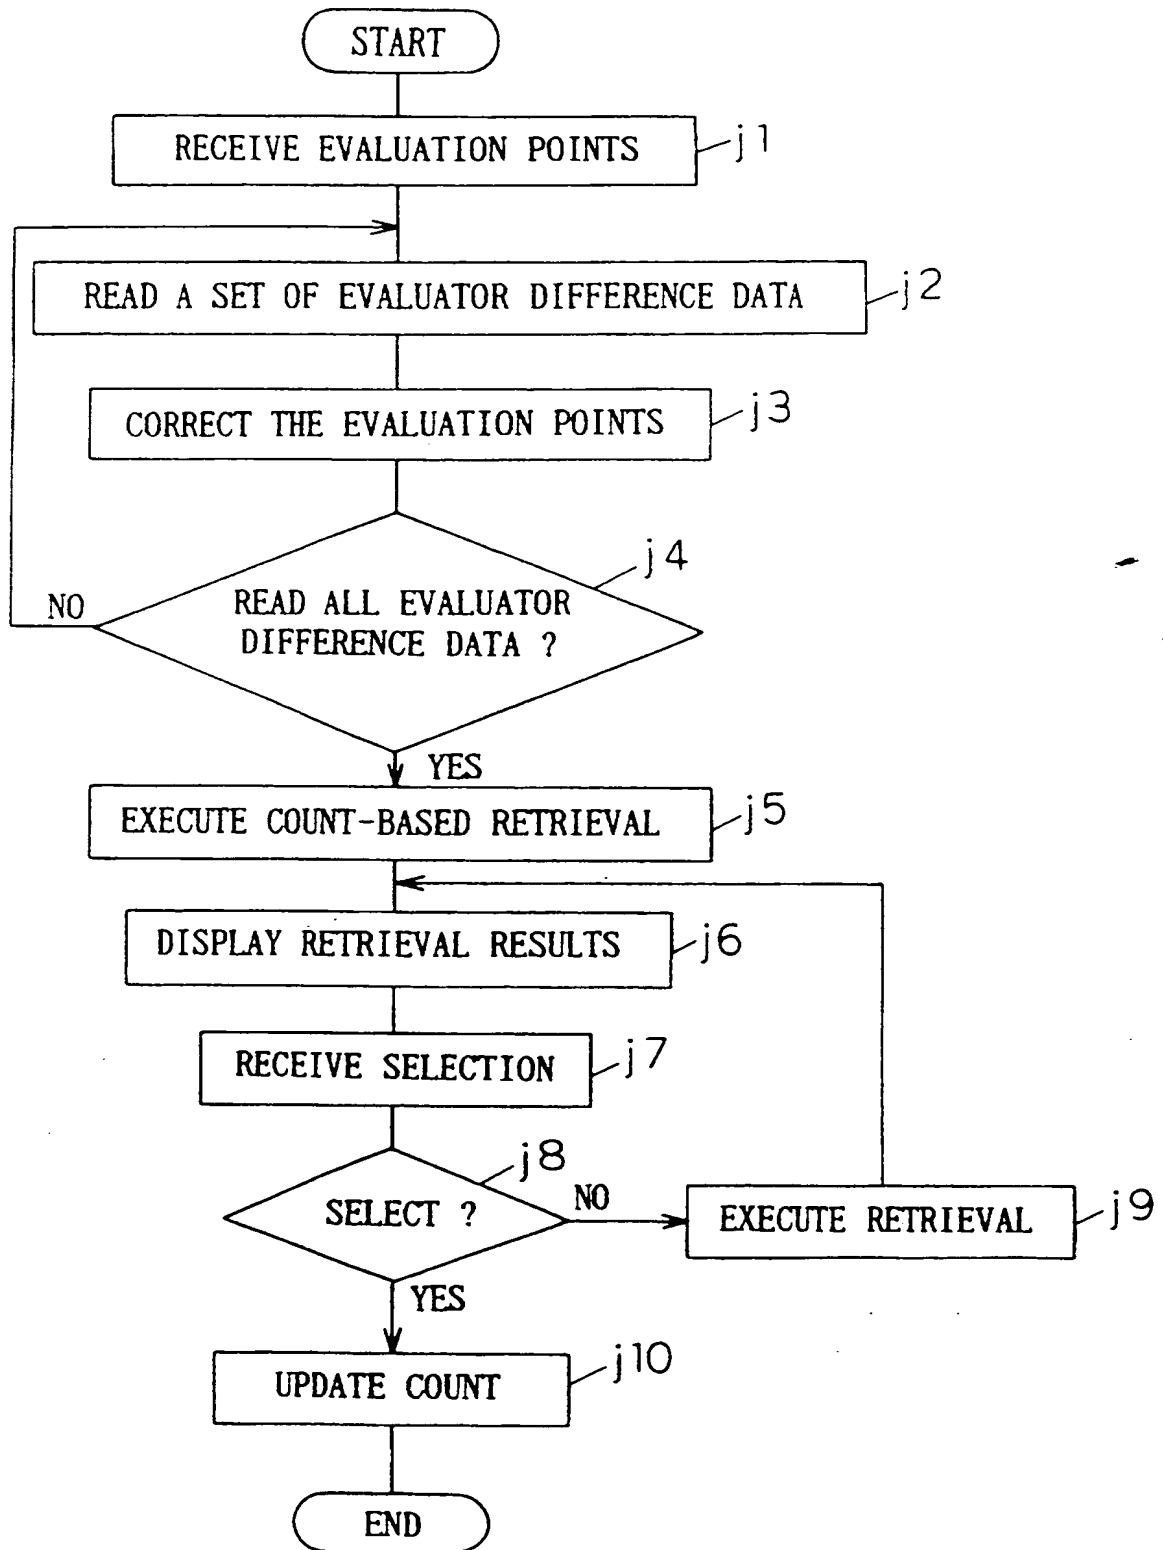 START
RECEIVE EVALUATION POINTS
j1
READ A SET OF EVALUATOR DIFFERENCE DATA
j2
CORRECT THE EVALUATION POINTS
j3
j4
READ ALL EVALUATOR
DIFFERENCE DATA ?
NO
YES
EXECUTE COUNT-BASED RETRIEVAL
j5
DISPLAY RETRIEVAL RESULTS
j6
RECEIVE SELECTION
j7
j8
SELECT ?
NO
EXECUTE RETRIEVAL
j9
YES
UPDATE COUNT
j10
END